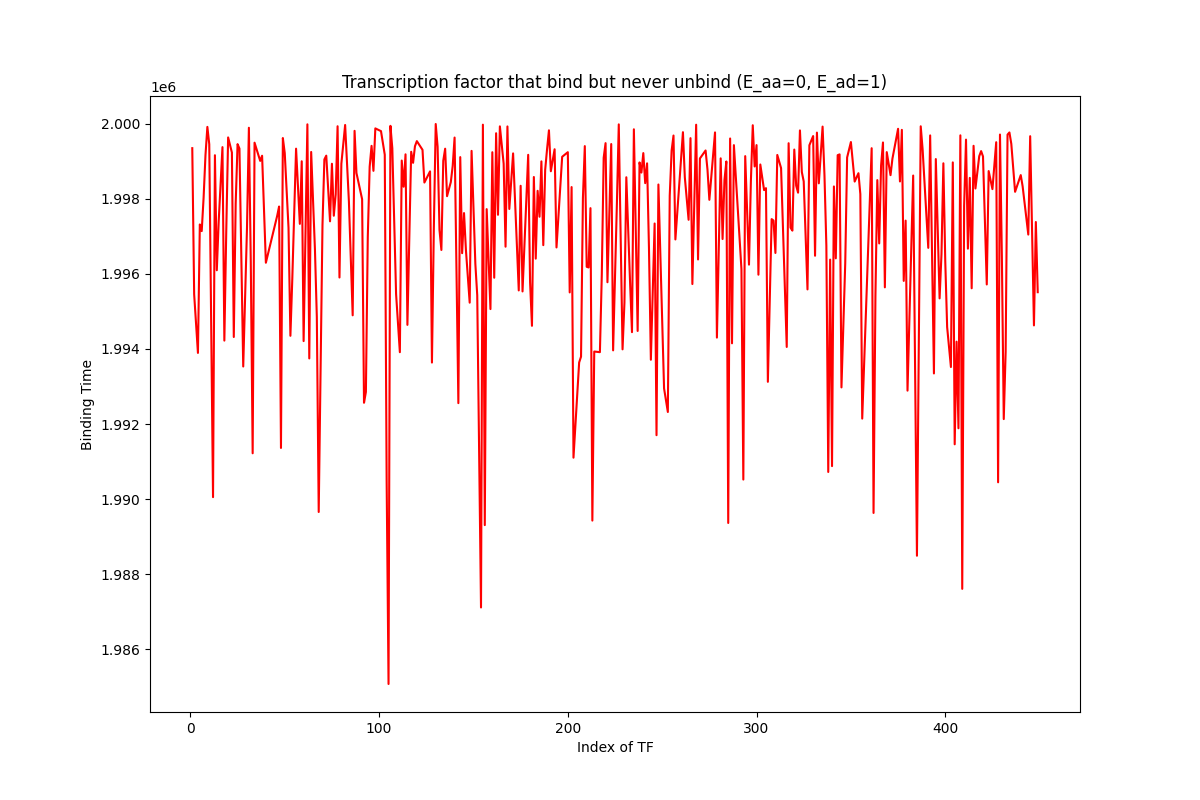 Transcription factor that bind but never unbind (E_aa=0, E_ad=1)
1e6
2.000
1.998
1.996
1.994
1.992
1.990
1.988
1.986
Binding Time
0 100 200 300 400
Index of TF